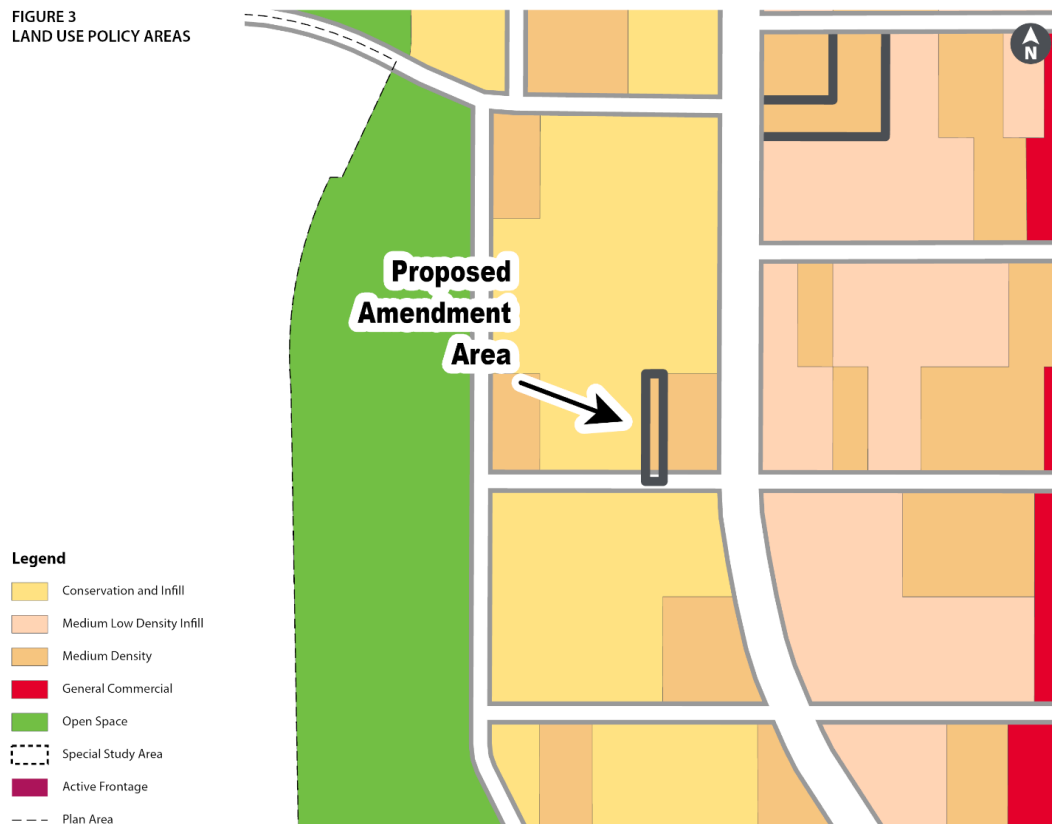 FIGURE 3
LAND USE POLICY AREAS
N
Proposed
Amendment
Area
Legend
Conservation and Infill
Medium Low Density Infill
Medium Density
General Commercial
Open Space
Special Study Area
Active Frontage
Plan Area